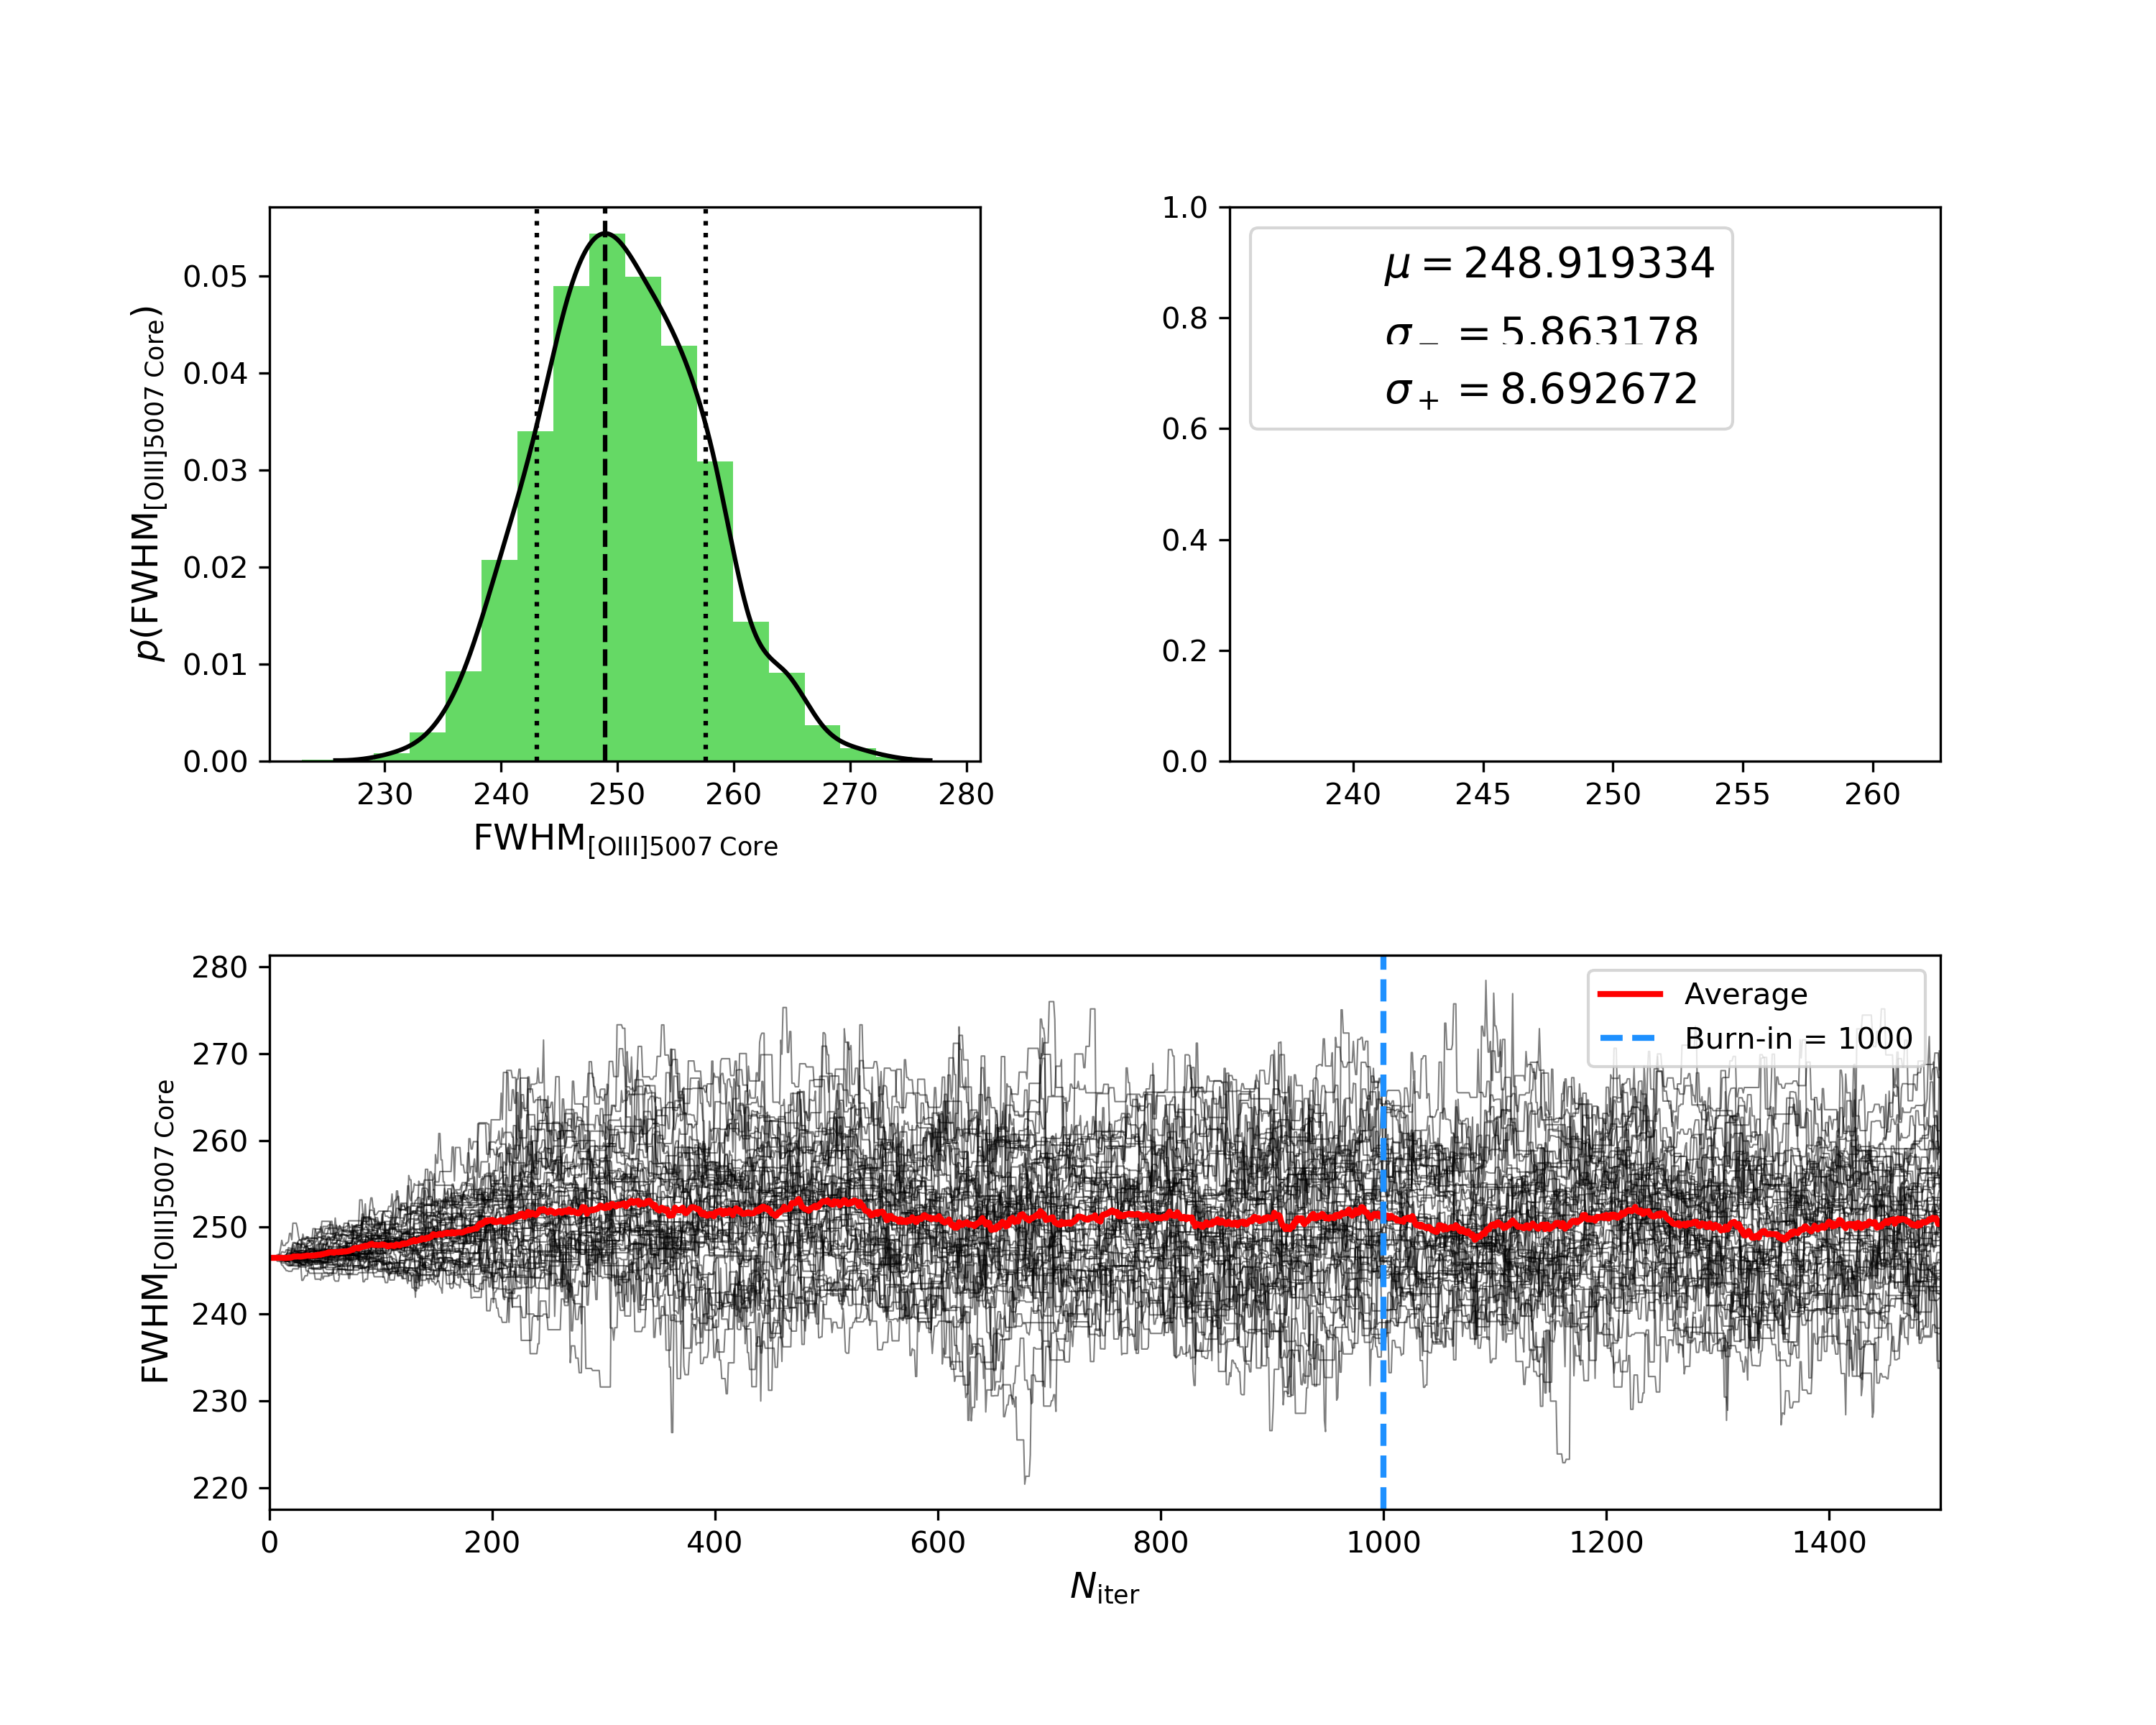 0.05
0.04
0.03
0.02
0.01
0.00
230 240 250 260 270 280
p(FWHM[OIII]5007 Core)
FWHM[OIII]5007 Core
1.0
0.8
0.6
0.4
0.2
0.0
240 245 250 255 260
μ = 248.919334
σ− = 5.863178
σ+ = 8.692672
280
270
260
250
240
230
220
0 200 400 600 800 1000 1200 1400
FWHM[OIII]5007 Core
Niter
Average
Burn-in = 1000